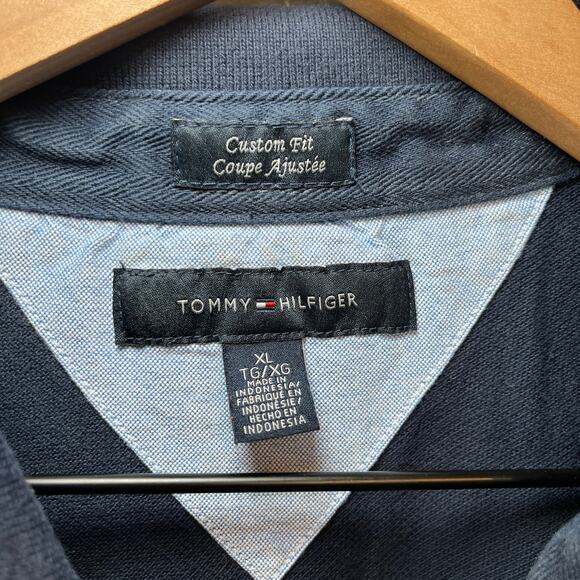 Custom Fit
Coupe Ajustée
TOMMY HILFIGER
XL
TG/XG
MADE IN
INDONESIA/
FABRIQUÉ EN
INDONÉSIE/
HECHO EN
INDONESIA